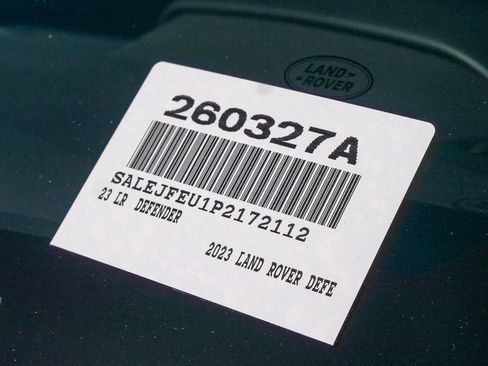 LAND
ROVER
260327A
SALEJFEU1P2172112
23 LR DEFENDER
2023 LAND ROVER DEFE